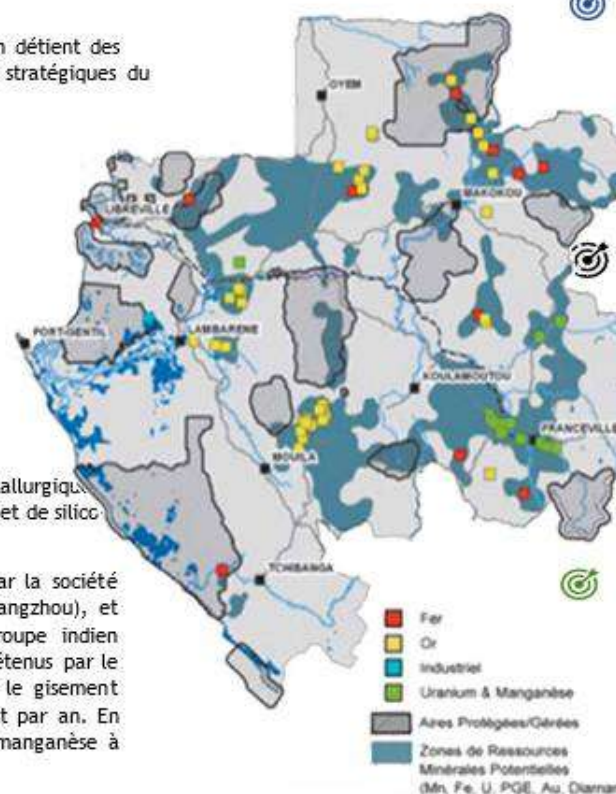 n détient des
stratégiques du
OYEM
MAKOKOU
LIBREVILLE
PORT-GENTIL
LAMBARENE
KOULAMOUTOU
FRANCEVILLE
MOUILA
TCHIBANGA
allurgiqu
et de silico
ar la société
angzhou), et
roupe indien
étenus par le
le gisement
t par an. En
manganèse à
Fer
Or
Industriel
Uranium & Manganèse
Aires Protégées/Gérées
Zones de Ressources
Minérales Potentielles
(Mn, Fe, U, PGE, Au, Diaman